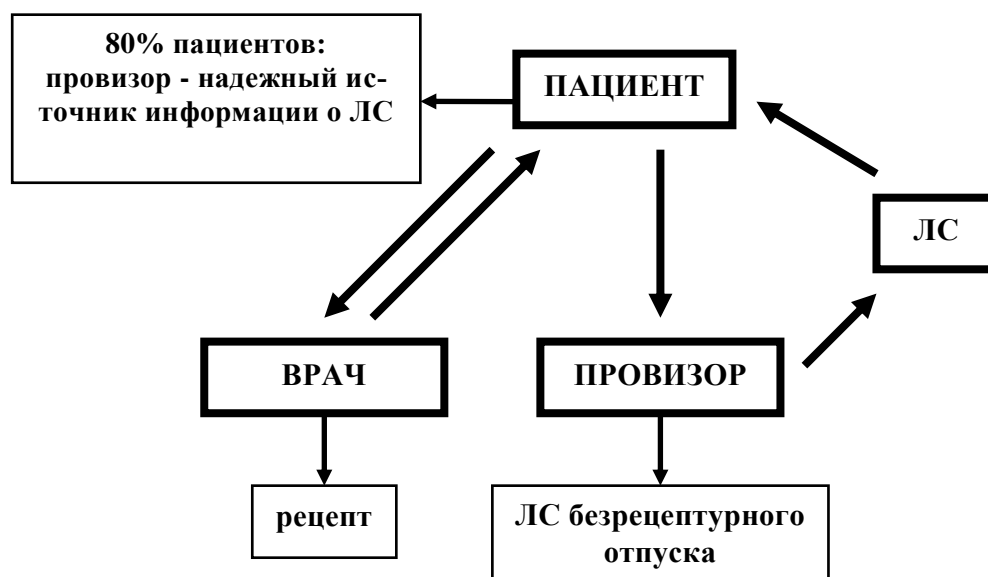 80% пациентов:
провизор - надежный ис-
точник информации о ЛС
ПАЦИЕНТ
ЛС
ВРАЧ
ПРОВИЗОР
рецепт
ЛС безрецептурного
отпуска